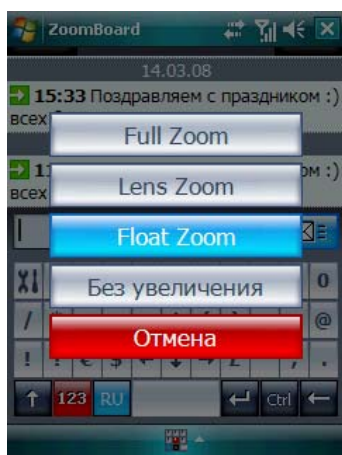 ZoomBoard
14.03.08
15:33 Поздравляем с праздником :)
всех
Full Zoom
Lens Zoom
Float Zoom
Без увеличения
Отмена
0
/ @
! € $ ← ↓ → £ / .
123 RU Ctrl